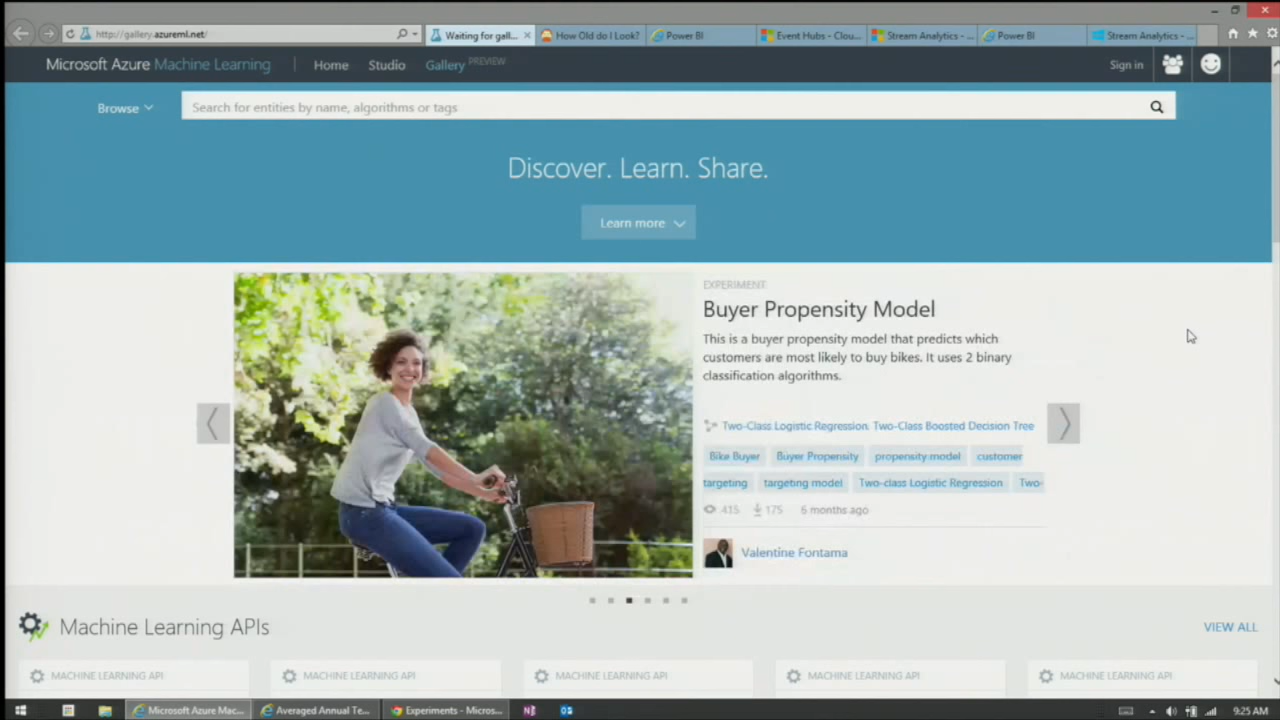 http://gallery.azureml.net/
Waiting for gall...
How Old do I Look?
Power BI
Event Hubs - Clou...
Stream Analytics - ...
Power BI
Stream Analytics - ...
Microsoft Azure Machine Learning
Home
Studio
Gallery PREVIEW
Sign in
Browse
Search for entities by name, algorithms or tags
Discover. Learn. Share.
Learn more
EXPERIMENT
Buyer Propensity Model
This is a buyer propensity model that predicts which
customers are most likely to buy bikes. It uses 2 binary
classification algorithms.
Two-Class Logistic Regression, Two-Class Boosted Decision Tree
Bike Buyer Buyer Propensity propensity model customer
targeting targeting model Two-class Logistic Regression Two-
415 175 6 months ago
Valentine Fontama
Machine Learning APIs
VIEW ALL
MACHINE LEARNING API
MACHINE LEARNING API
MACHINE LEARNING API
MACHINE LEARNING API
MACHINE LEARNING API
Microsoft Azure Mac...
Averaged Annual Te...
Experiments - Micros...
9:25 AM